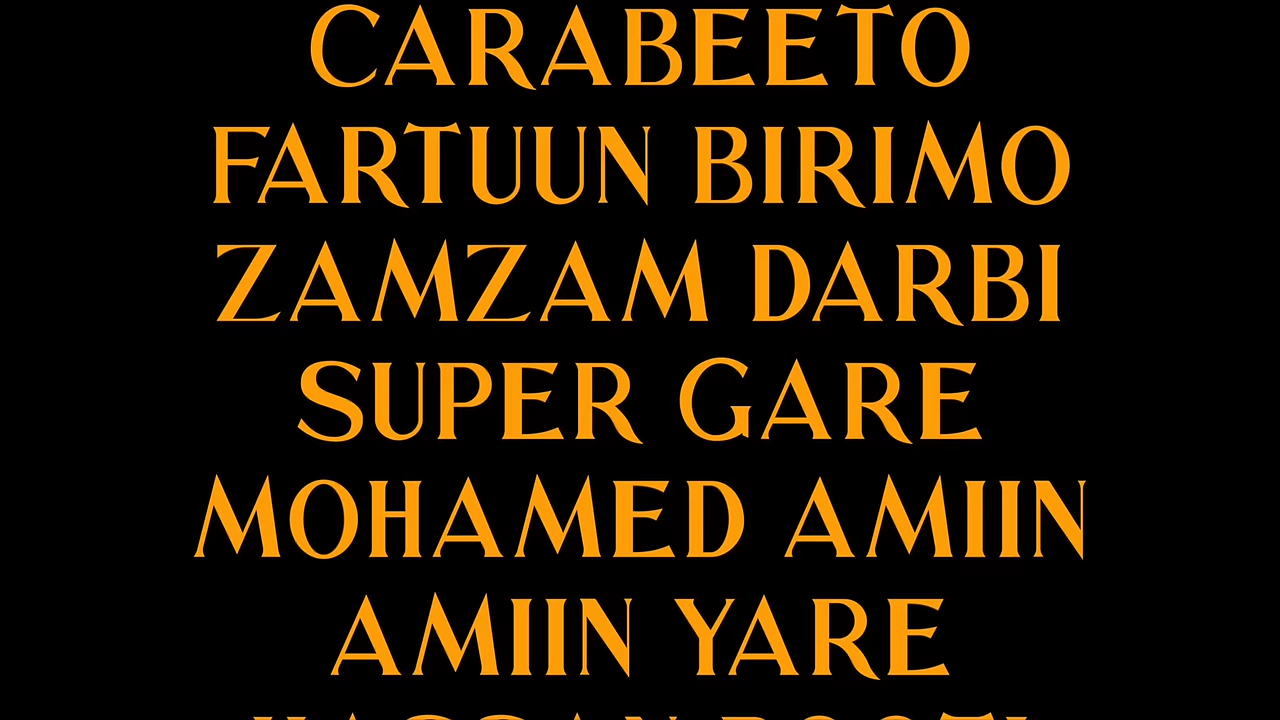 CARABEETO
FARTUUN BIRIMO
ZAMZAM DARBI
SUPER GARE
MOHAMED AMIIN
AMIIN YARE